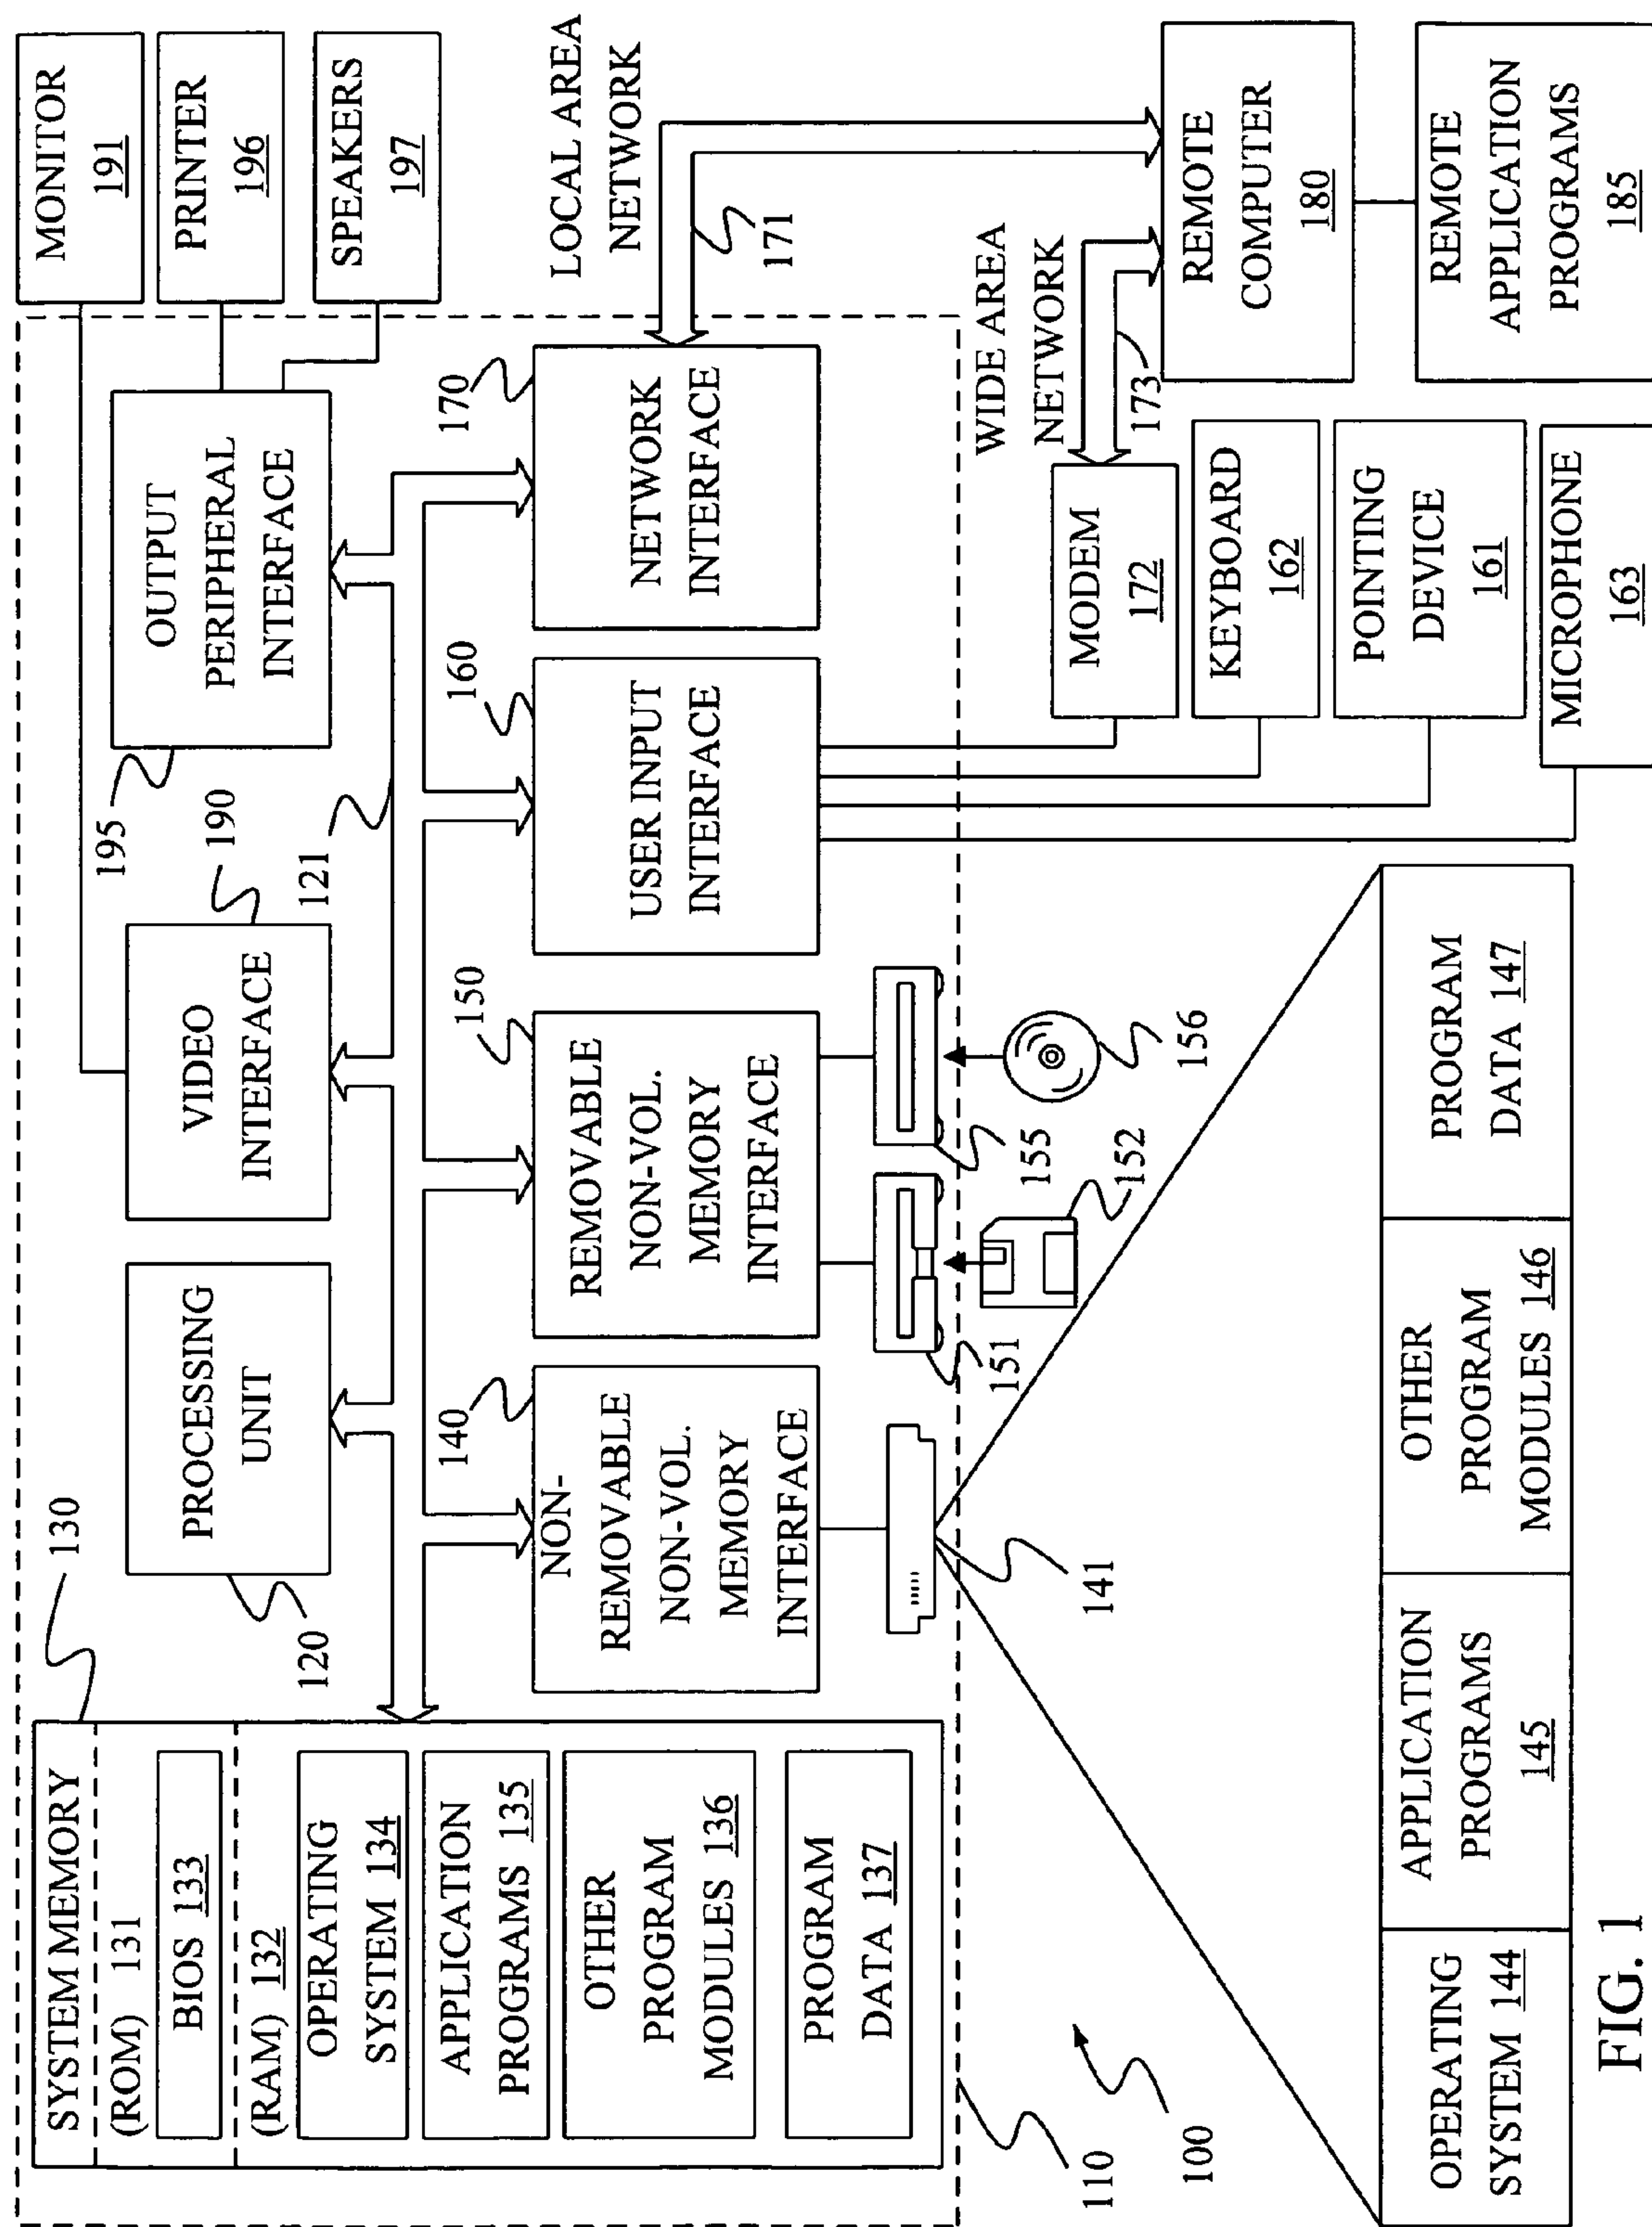 SYSTEM MEMORY
(ROM) 131
BIOS 133
(RAM) 132
OPERATING
SYSTEM 134
APPLICATION
PROGRAMS 135
OTHER
PROGRAM
MODULES 136
PROGRAM
DATA 137
130
PROCESSING
UNIT
120
VIDEO
INTERFACE
190
121
OUTPUT
PERIPHERAL
INTERFACE
195
MONITOR
191
PRINTER
196
SPEAKERS
197
140
NON-
REMOVABLE
NON-VOL.
MEMORY
INTERFACE
150
REMOVABLE
NON-VOL.
MEMORY
INTERFACE
160
USER INPUT
INTERFACE
170
NETWORK
INTERFACE
LOCAL AREA
NETWORK
171
WIDE AREA
NETWORK
173
141
151
152
155
156
MODEM
172
KEYBOARD
162
POINTING
DEVICE
161
MICROPHONE
163
REMOTE
COMPUTER
180
REMOTE
APPLICATION
PROGRAMS
185
110
100
OPERATING
SYSTEM 144
APPLICATION
PROGRAMS
145
OTHER
PROGRAM
MODULES 146
PROGRAM
DATA 147
FIG. 1